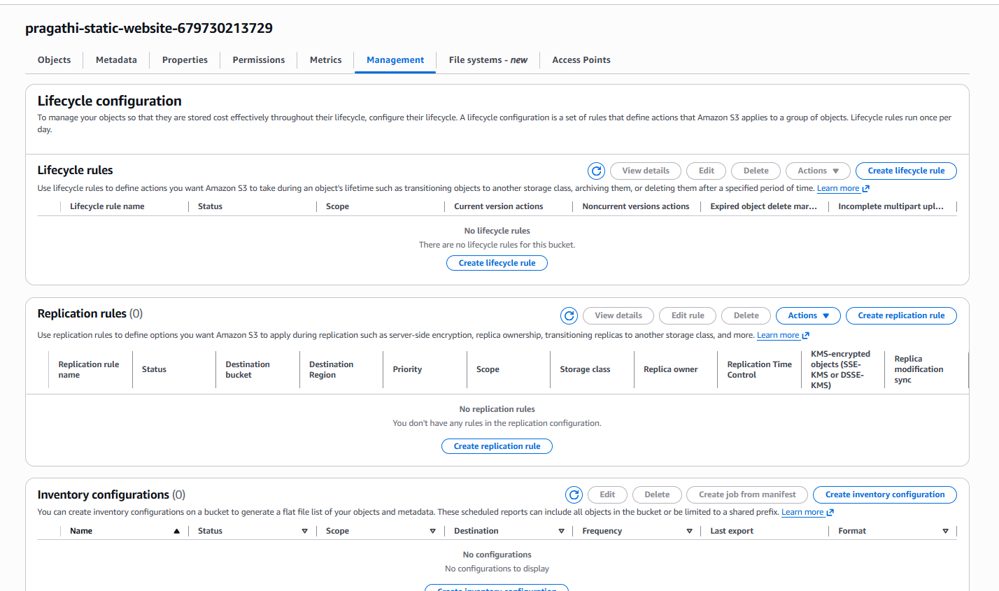 pragathi-static-website-679730213729
Objects
Metadata
Properties
Permissions
Metrics
Management
File systems - new
Access Points
Lifecycle configuration
To manage your objects so that they are stored cost effectively throughout their lifecycle, configure their lifecycle. A lifecycle configuration is a set of rules that define actions that Amazon S3 applies to a group of objects. Lifecycle rules run once per
day.
Lifecycle rules
View details
Edit
Delete
Actions
Create lifecycle rule
Use lifecycle rules to define actions you want Amazon S3 to take during an object's lifetime such as transitioning objects to another storage class, archiving them, or deleting them after a specified period of time. Learn more
Lifecycle rule name
Status
Scope
Current version actions
Noncurrent versions actions
Expired object delete mar...
Incomplete multipart upl...
No lifecycle rules
There are no lifecycle rules for this bucket.
Create lifecycle rule
Replication rules (0)
View details
Edit rule
Delete
Actions
Create replication rule
Use replication rules to define options you want Amazon S3 to apply during replication such as server-side encryption, replica ownership, transitioning replicas to another storage class, and more. Learn more
Replication rule
name
Status
Destination
bucket
Destination
Region
Priority
Scope
Storage class
Replica owner
Replication Time
Control
KMS-encrypted
objects (SSE-
KMS or DSSE-
KMS)
Replica
modification
sync
No replication rules
You don't have any rules in the replication configuration.
Create replication rule
Inventory configurations (0)
Edit
Delete
Create job from manifest
Create inventory configuration
You can create inventory configurations on a bucket to generate a flat file list of your objects and metadata. These scheduled reports can include all objects in the bucket or be limited to a shared prefix. Learn more
Name
Status
Scope
Destination
Frequency
Last export
Format
No configurations
No configurations to display
Create inventory configuration